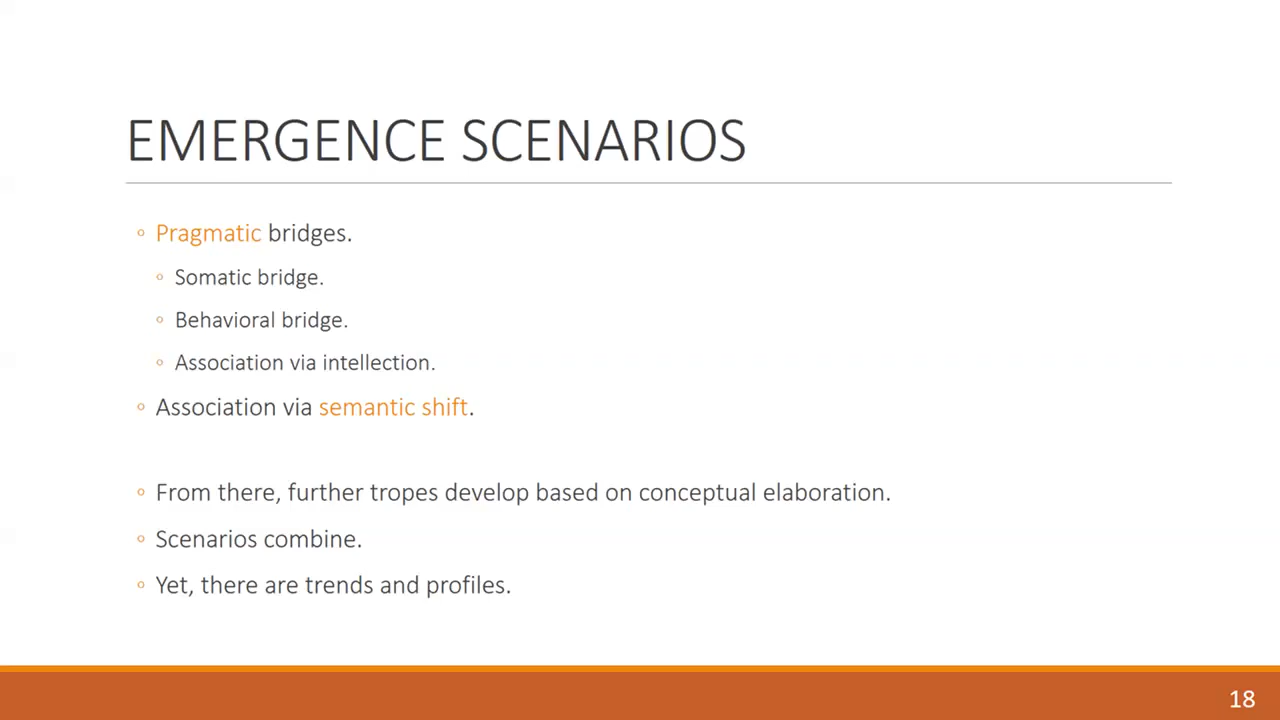 EMERGENCE SCENARIOS
Pragmatic bridges.
Somatic bridge.
Behavioral bridge.
Association via intellection.
Association via semantic shift.
From there, further tropes develop based on conceptual elaboration.
Scenarios combine.
Yet, there are trends and profiles.
18